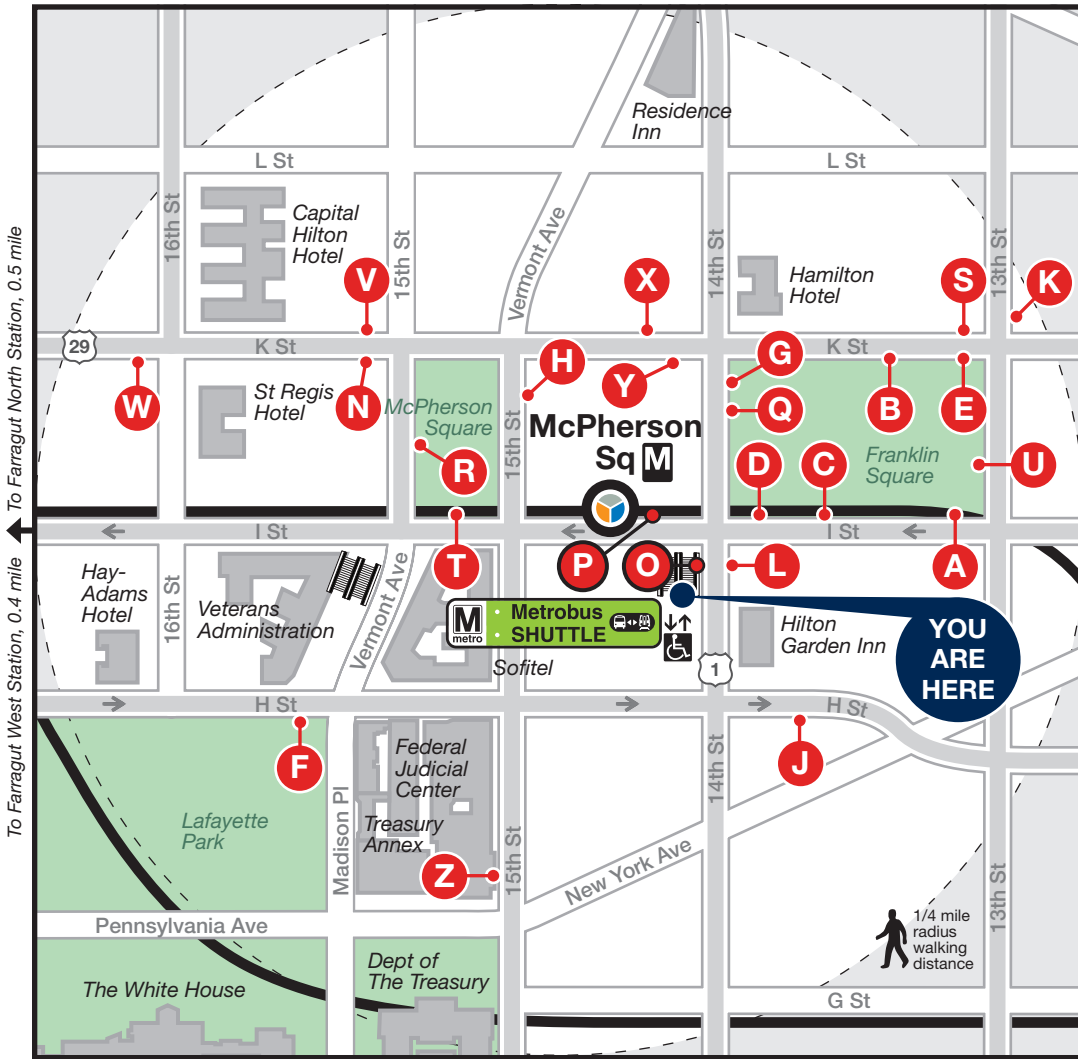 Residence
Inn
L St
L St
16th St
Capital
Hilton
Hotel
15th St
Vermont Ave
14th St
Hamilton
Hotel
13th St
V
X
S
K
29
K St
K St
To Farragut North Station, 0.5 mile
W
St Regis
Hotel
N
McPherson
Square
H
Y
G
Q
B
E
R
15th St
McPherson
Sq M
D
C
Franklin
Square
U
I St
I St
To Farragut West Station, 0.4 mile
Hay-
Adams
Hotel
16th St
Veterans
Administration
Vermont Ave
T
P
O
L
A
M
metro
· Metrobus
· SHUTTLE
Sofitel
1
Hilton
Garden Inn
YOU
ARE
HERE
H St
H St
F
J
Lafayette
Park
Madison Pl
Federal
Judicial
Center
Treasury
Annex
Z
15th St
14th St
New York Ave
13th St
Pennsylvania Ave
1/4 mile
radius
walking
distance
The White House
Dept of
The Treasury
G St